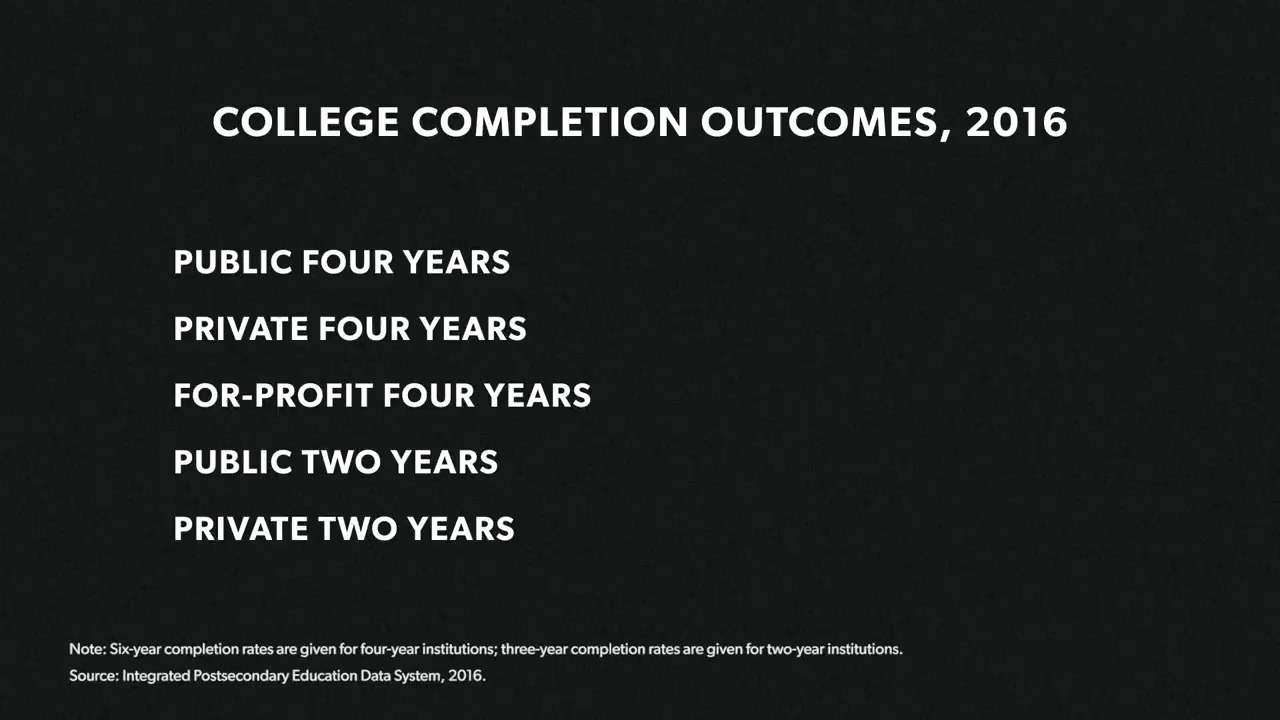 COLLEGE COMPLETION OUTCOMES, 2016
PUBLIC FOUR YEARS
PRIVATE FOUR YEARS
FOR-PROFIT FOUR YEARS
PUBLIC TWO YEARS
PRIVATE TWO YEARS
Note: Six-year completion rates are given for four-year institutions; three-year completion rates are given for two-year institutions.
Source: Integrated Postsecondary Education Data System, 2016.